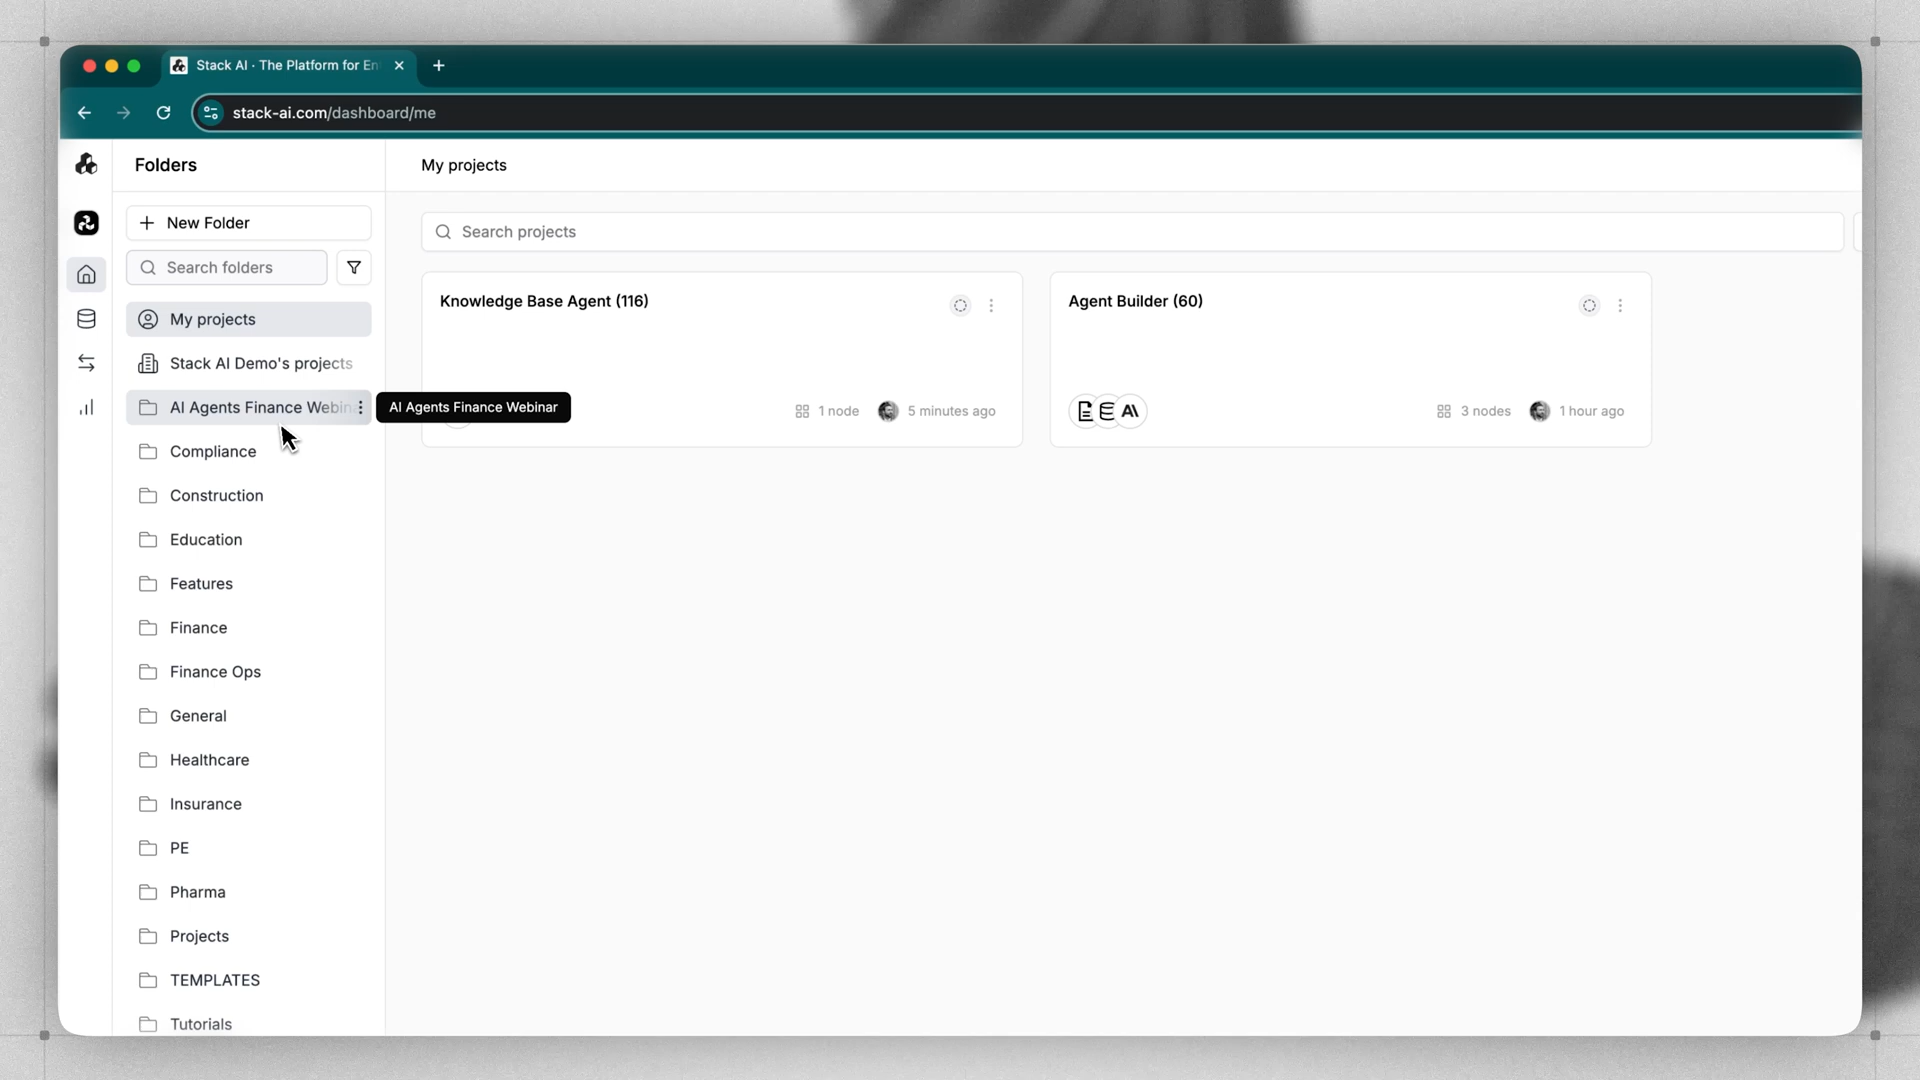 Stack AI · The Platform for En
stack-ai.com/dashboard/me
Folders
My projects
New Folder
Search projects
Search folders
My projects
Stack AI Demo's projects
AI Agents Finance Webin
AI Agents Finance Webinar
Compliance
Construction
Education
Features
Finance
Finance Ops
General
Healthcare
Insurance
PE
Pharma
Projects
TEMPLATES
Tutorials
Knowledge Base Agent (116)
1 node
5 minutes ago
Agent Builder (60)
3 nodes
1 hour ago